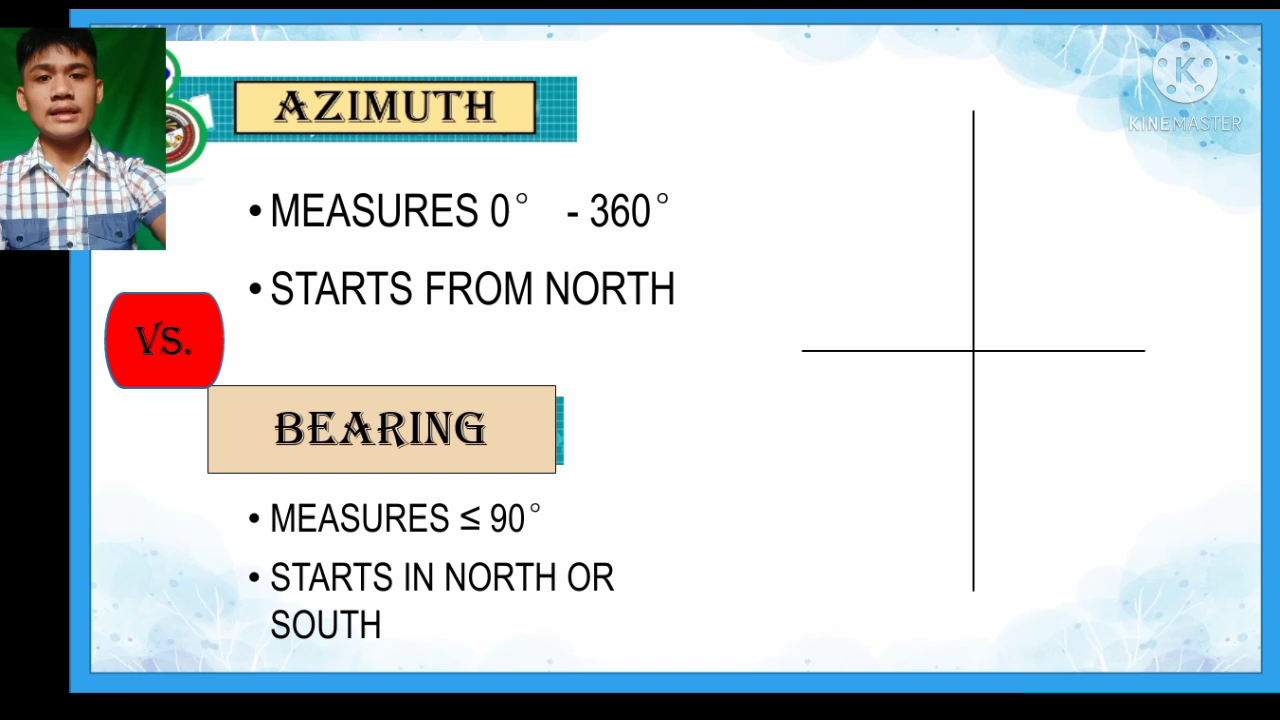 AZIMUTH
• MEASURES 0° - 360°
• STARTS FROM NORTH
VS.
BEARING
• MEASURES ≤ 90°
• STARTS IN NORTH OR
SOUTH
KINEMASTER